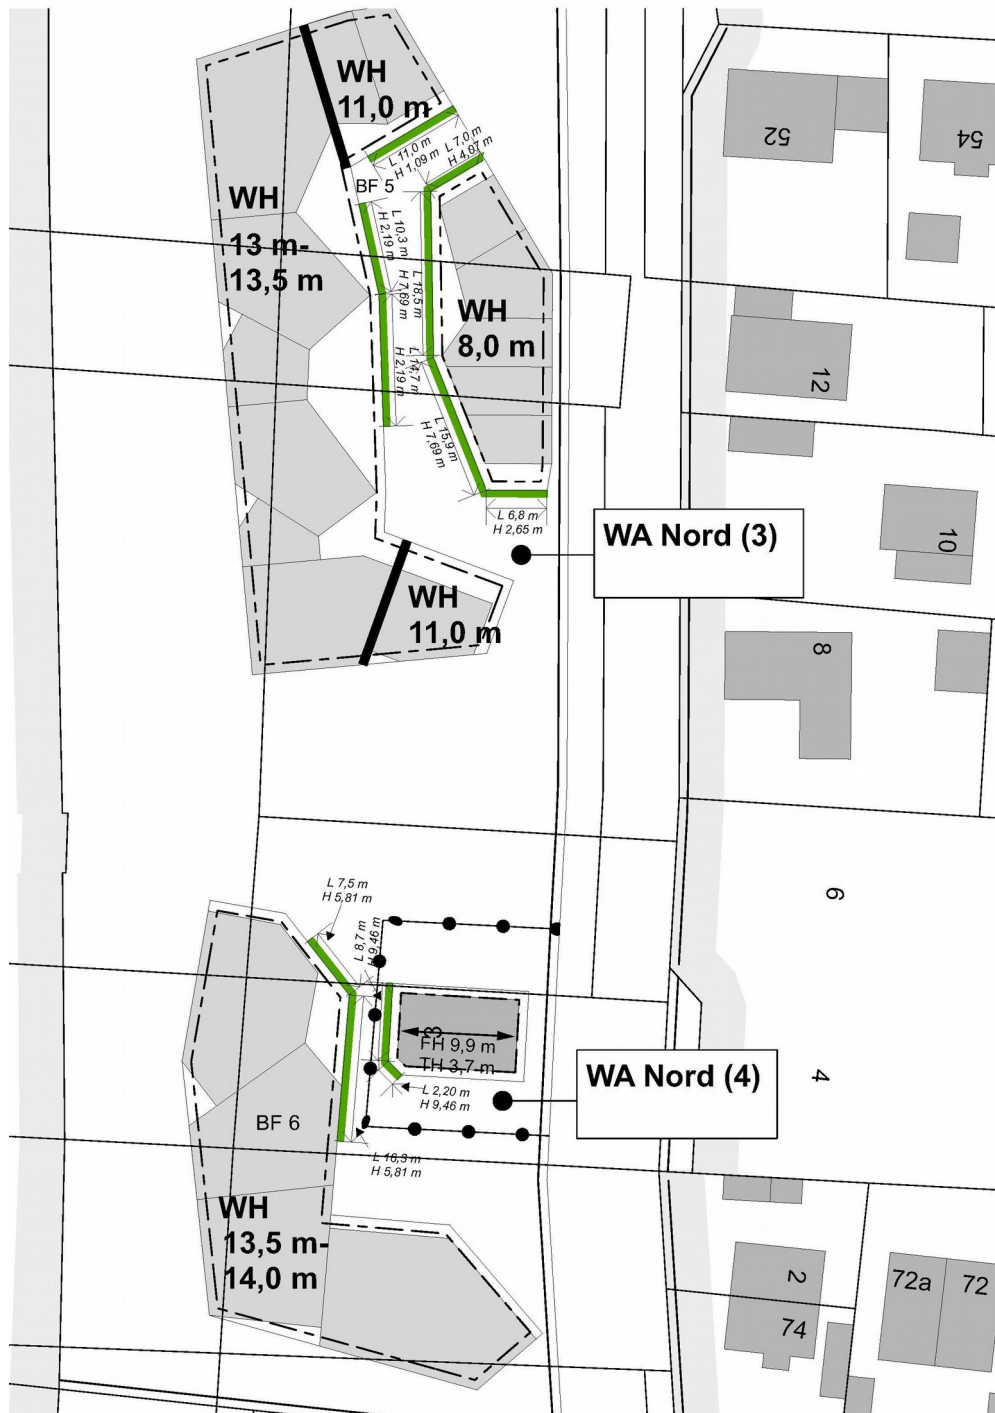 WH
11,0 m
52
54
L 11,0 m
H 1,09 m
L 7,0 m
H 4,07 m
BF 5
WH
13 m-
13,5 m
L 10,3 m
H 2,19 m
L 18,5 m
H 7,69 m
WH
8,0 m
L 14,7 m
H 2,19 m
12
L 15,9 m
H 7,69 m
L 6,8 m
H 2,65 m
WA Nord (3)
10
WH
11,0 m
8
6
L 7,5 m
H 5,81 m
L 8,7 m
H 9,46 m
3
FH 9,9 m
TH 3,7 m
WA Nord (4)
4
L 2,20 m
H 9,46 m
BF 6
L 16,3 m
H 5,81 m
WH
13,5 m-
14,0 m
2
74
72a
72